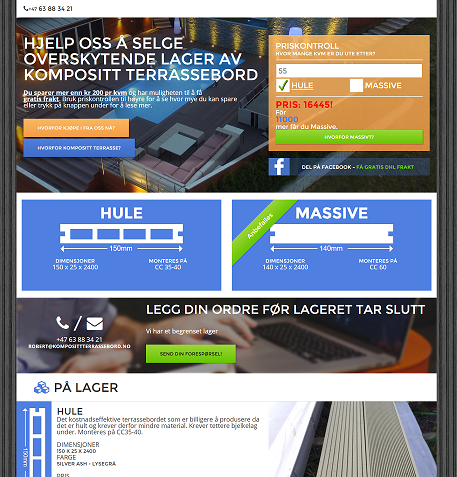 +47 63 88 34 21
HJELP OSS Å SELGE
OVERSKYTENDE LAGER AV
KOMPOSITT TERRASSEBORD
Du sparer mer enn kr 200 pr kvm og har muligheten til å få
gratis frakt. Bruk priskontrollen til høyre for å se hvor mye du kan spare
eller trykk på knappen under for å lese mer.
HVORFOR KJØPE I FRA OSS NÅ?
HVORFOR KOMPOSITT TERRASSE?
PRISKONTROLL
HVOR MANGE KVM ER DU UTE ETTER?
55
HULE
MASSIVE
PRIS: 16445!
Før
mer får du Massive.
HVORFOR MASSIVT?
DEL PÅ FACEBOOK - FÅ GRATIS DHL FRAKT
HULE
150mm
DIMENSJONER
150 x 25 x 2400
MONTERES PÅ
CC 35-40
Anbefales
MASSIVE
140mm
DIMENSJONER
140 x 25 x 2400
MONTERES PÅ
CC 60
+47 63 88 34 21
ROBERT@KOMPOSITTTERRASSEBORD.NO
LEGG DIN ORDRE FØR LAGERET TAR SLUTT
Vi har et begrenset lager
SEND DIN FORESPØRSEL!
PÅ LAGER
150mm
HULE
Det kostnadseffektive terrassebordet som er billigere å produsere da
det er hult og krever derfor mindre material. Krever tettere bjelkelag
under. Monteres på CC35-40.
DIMENSJONER
150 X 25 X 2400
FARGE
SILVER ASH - LYSEGRÅ
PRIS